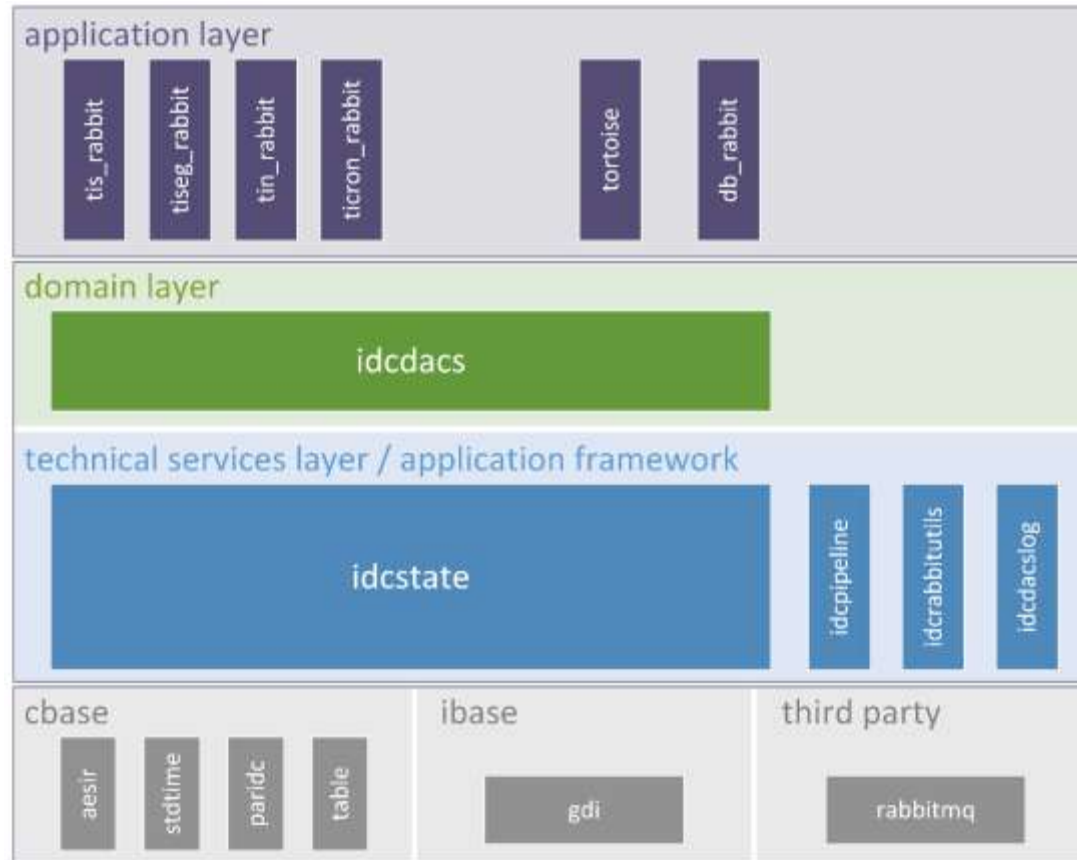 application layer
tis_rabbit
tiseg_rabbit
tin_rabbit
ticron_rabbit
tortoise
db_rabbit
domain layer
idcdacs
technical services layer / application framework
idcstate
idcpipeline
idcrabbitutils
idcdacslog
cbase
aesir
stdtime
paridc
table
ibase
gdi
third party
rabbitmq